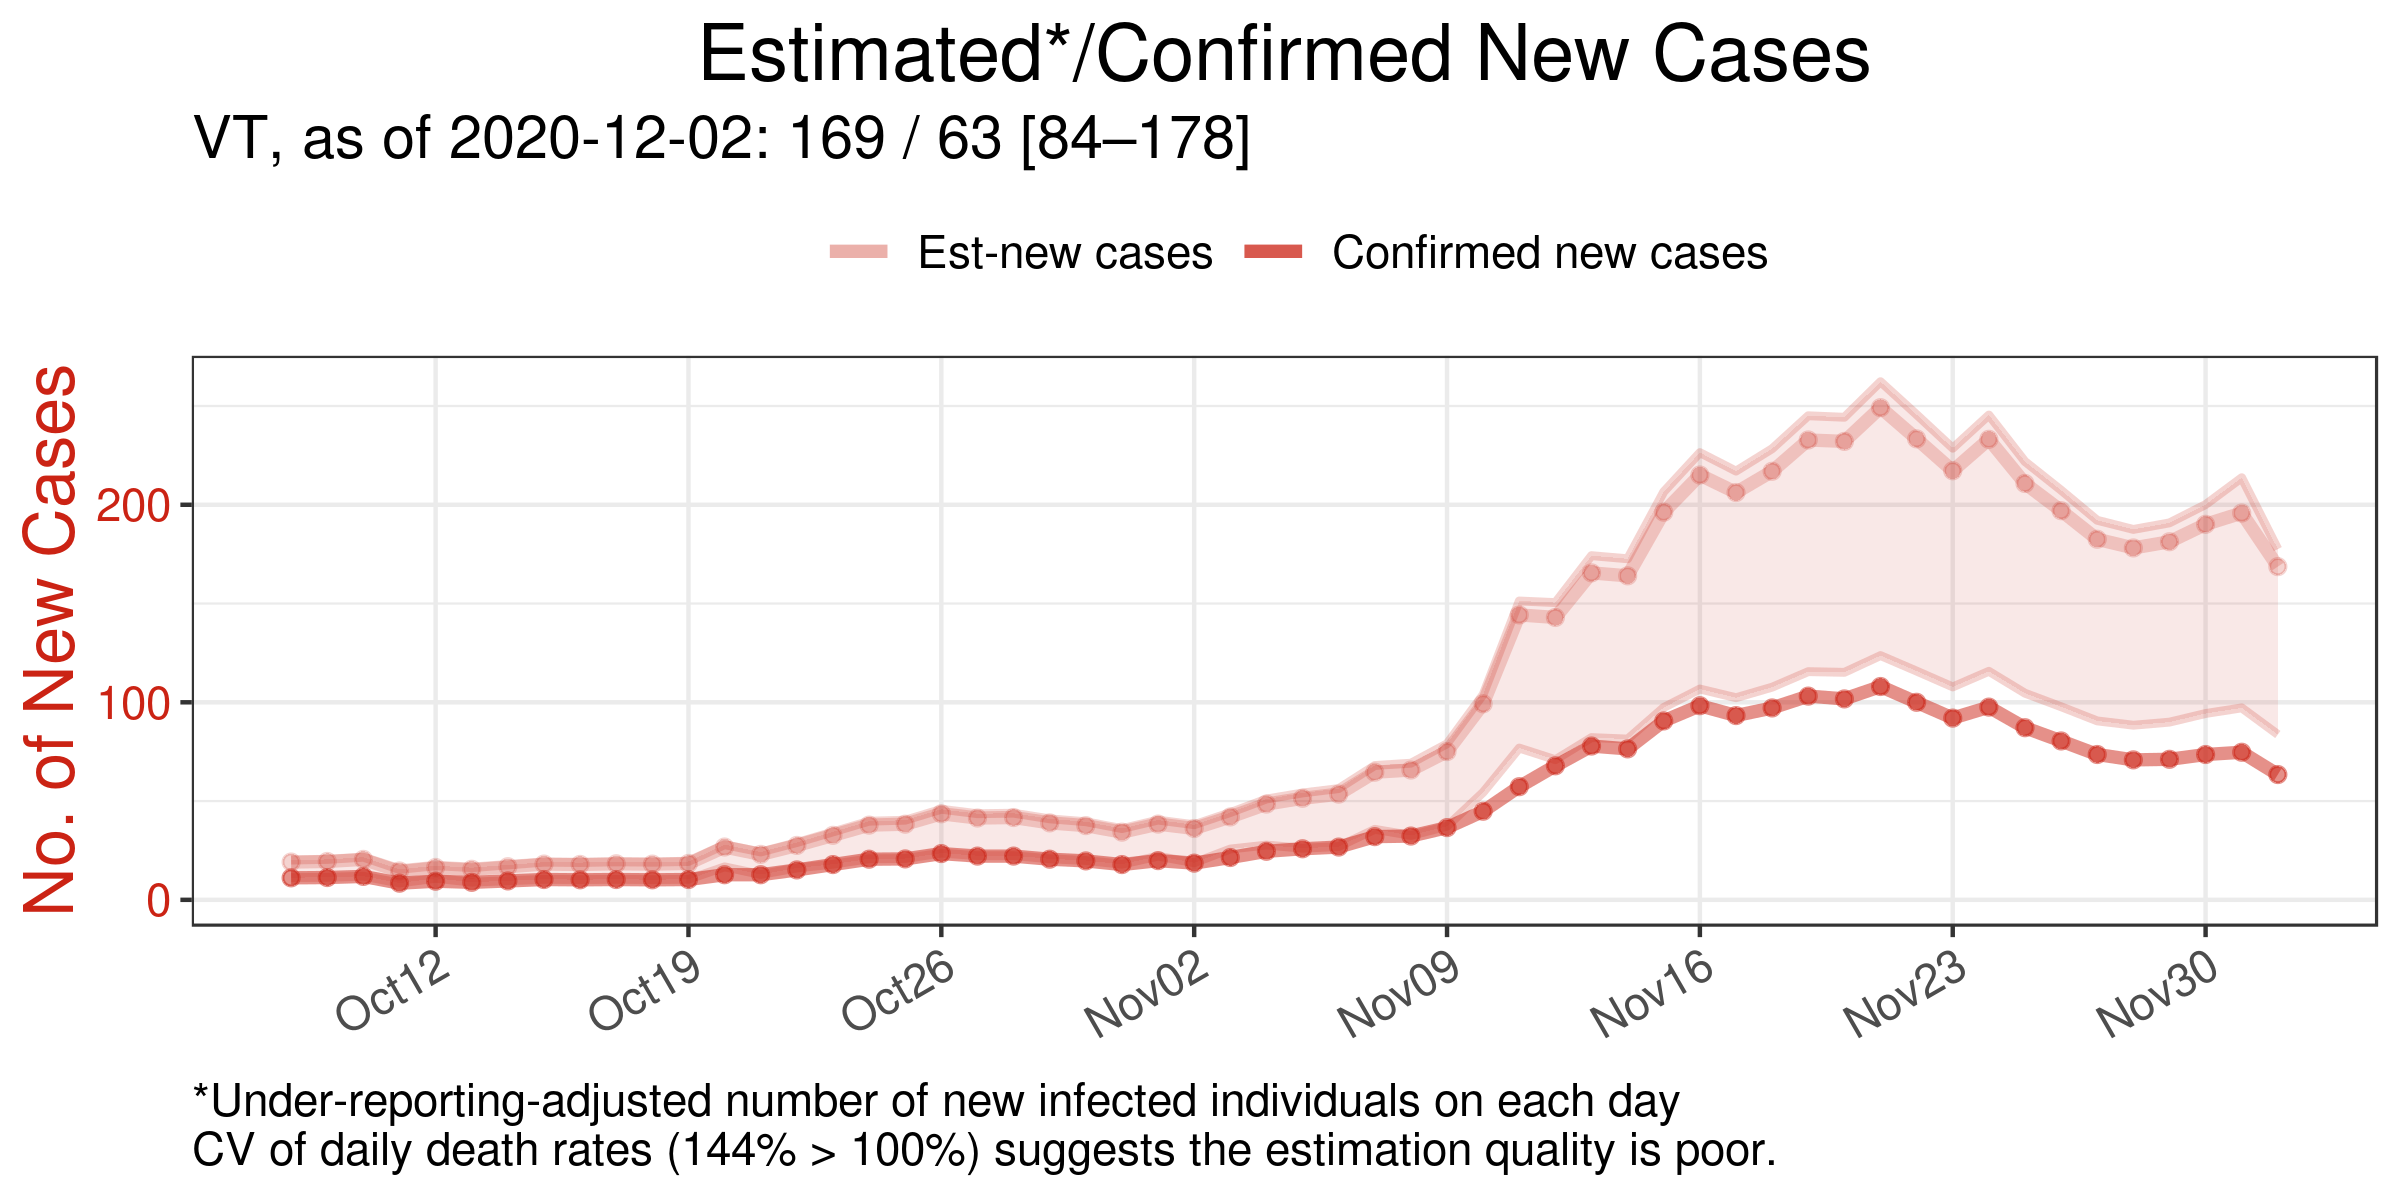 Estimated*/Confirmed New Cases
VT, as of 2020-12-02: 169 / 63 [84–178]
Est-new cases
Confirmed new cases
No. of New Cases
200
100
0
Oct12
Oct19
Oct26
Nov02
Nov09
Nov16
Nov23
Nov30
*Under-reporting-adjusted number of new infected individuals on each day
CV of daily death rates (144% > 100%) suggests the estimation quality is poor.